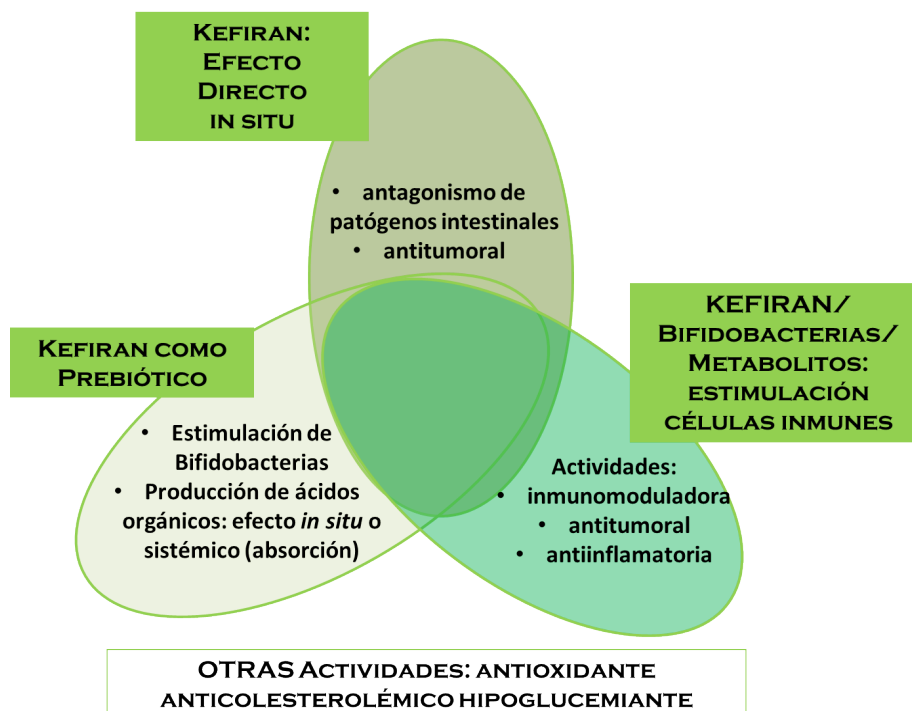 KEFIRAN:
EFECTO
DIRECTO
IN SITU
• antagonismo de
patógenos intestinales
• antitumoral
KEFIRAN COMO
PREBIÓTICO
• Estimulación de
Bifidobacterias
• Producción de ácidos
orgánicos: efecto in situ o
sistémico (absorción)
KEFIRAN/
BIFIDOBACTERIAS/
METABOLITOS:
ESTIMULACIÓN
CÉLULAS INMUNES
Actividades:
• inmunomoduladora
• antitumoral
• antiinflamatoria
OTRAS ACTIVIDADES: ANTIOXIDANTE
ANTICOLESTEROLÉMICO HIPOGLUCEMIANTE